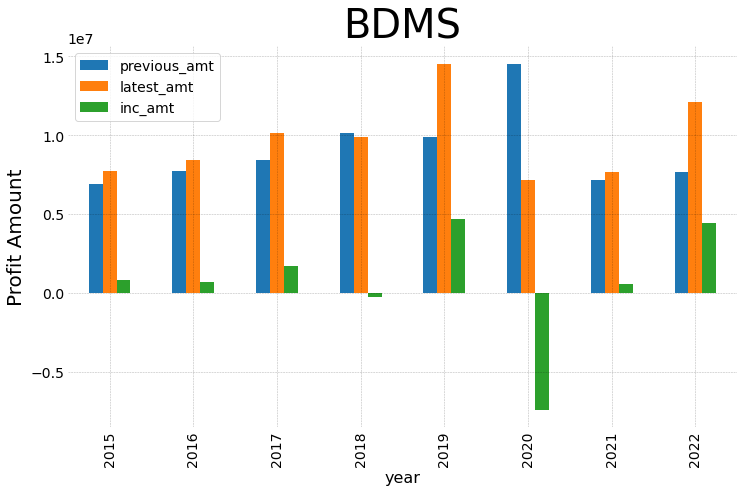 BDMS
1e7
previous_amt
latest_amt
inc_amt
1.5
1.0
0.5
0.0
−0.5
Profit Amount
2015 2016 2017 2018 2019 2020 2021 2022
year